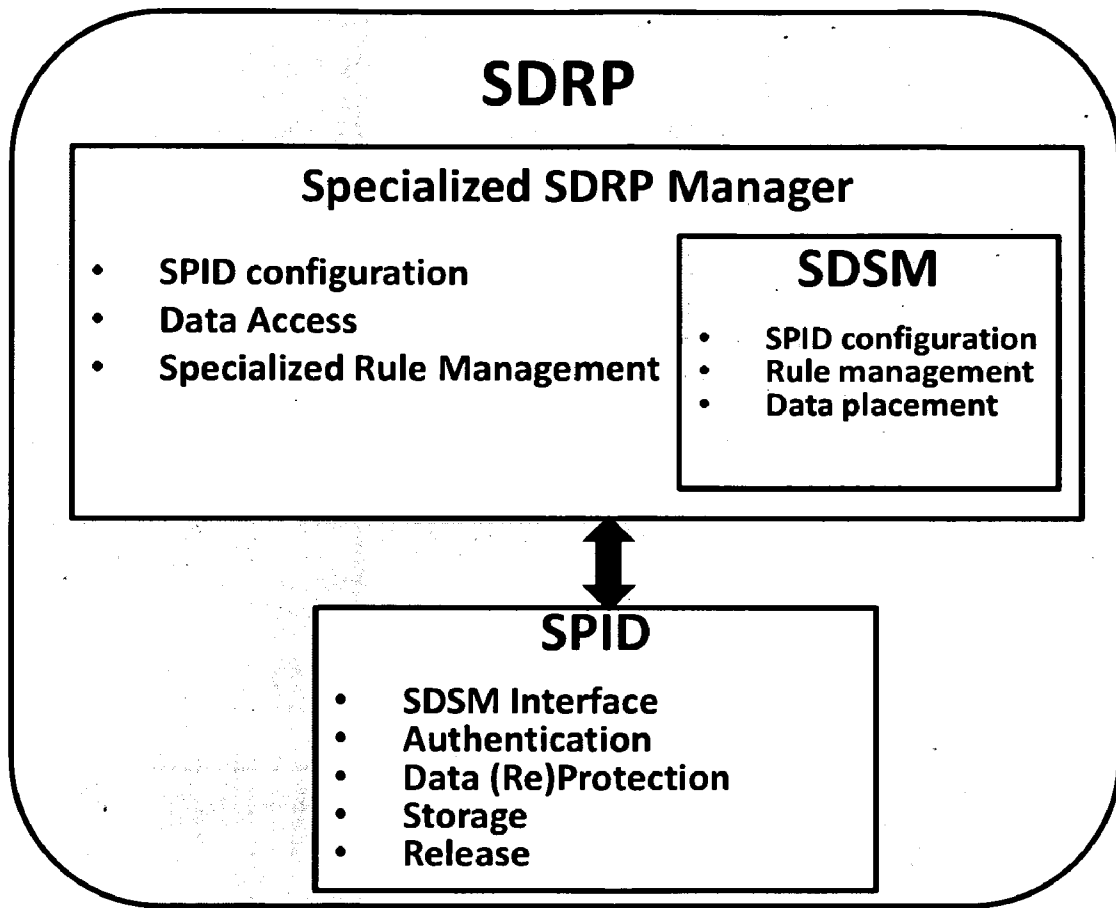 SDRP
Specialized SDRP Manager
• SPID configuration
• Data Access
• Specialized Rule Management
SDSM
• SPID configuration
• Rule management
• Data placement
SPID
• SDSM Interface
• Authentication
• Data (Re)Protection
• Storage
• Release